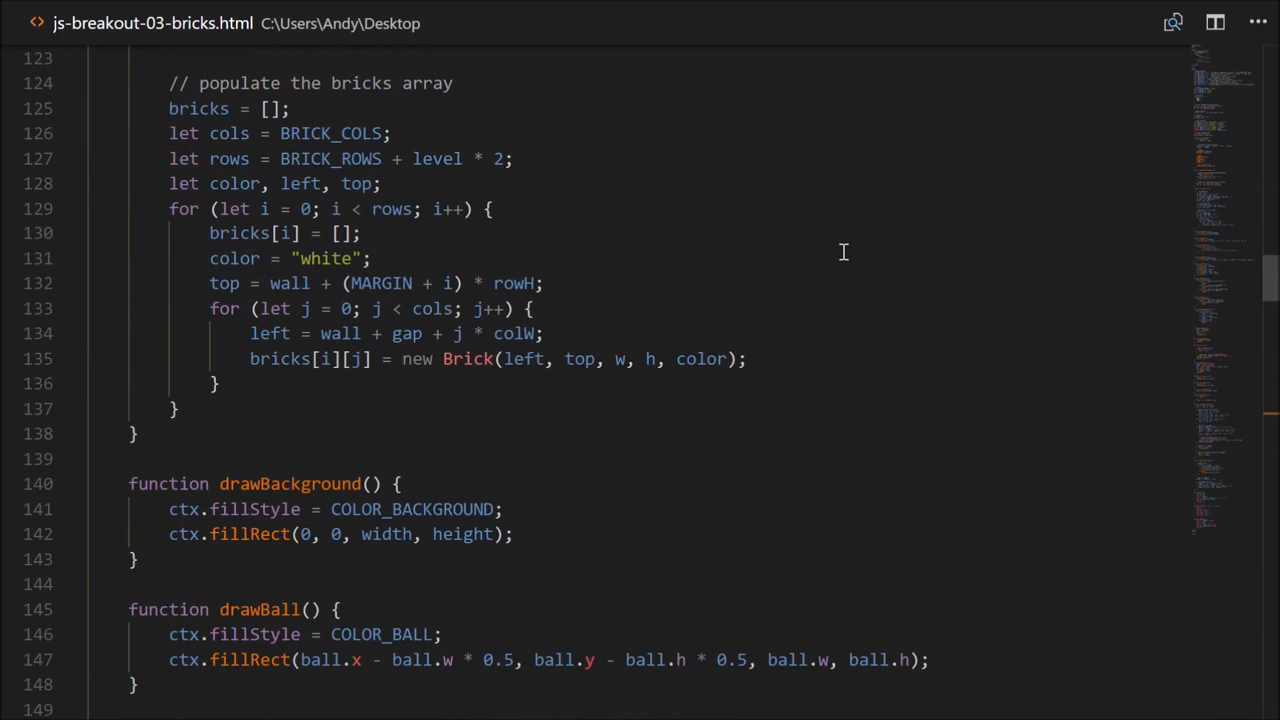 js-breakout-03-bricks.html C:\Users\Andy\Desktop
123
124 // populate the bricks array
125 bricks = [];
126 let cols = BRICK_COLS;
127 let rows = BRICK_ROWS + level * 2;
128 let color, left, top;
129 for (let i = 0; i < rows; i++) {
130 bricks[i] = [];
131 color = "white";
132 top = wall + (MARGIN + i) * rowH;
133 for (let j = 0; j < cols; j++) {
134 left = wall + gap + j * colW;
135 bricks[i][j] = new Brick(left, top, w, h, color);
136 }
137 }
138 }
139
140 function drawBackground() {
141 ctx.fillStyle = COLOR_BACKGROUND;
142 ctx.fillRect(0, 0, width, height);
143 }
144
145 function drawBall() {
146 ctx.fillStyle = COLOR_BALL;
147 ctx.fillRect(ball.x - ball.w * 0.5, ball.y - ball.h * 0.5, ball.w, ball.h);
148 }
149